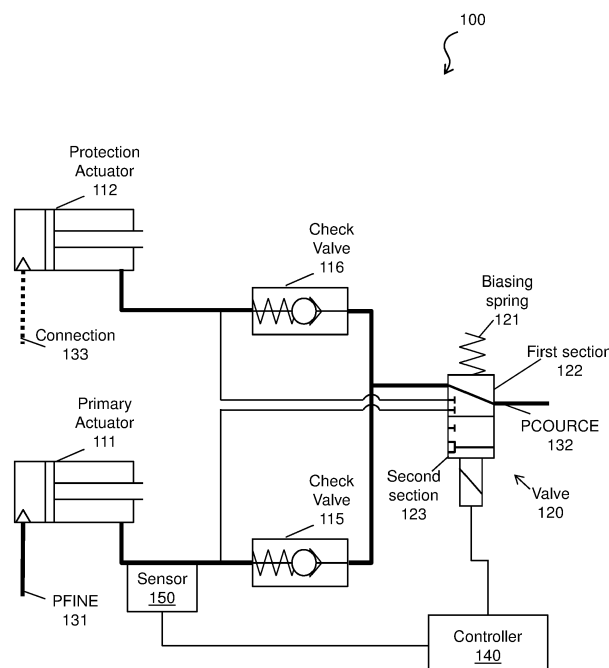 100
Protection
Actuator
112
Check
Valve
116
Biasing
spring
121
First section
122
Connection
133
Primary
Actuator
111
PCOURCE
132
Check
Valve
115
Second
section
123
Valve
120
Sensor
150
PFINE
131
Controller
140